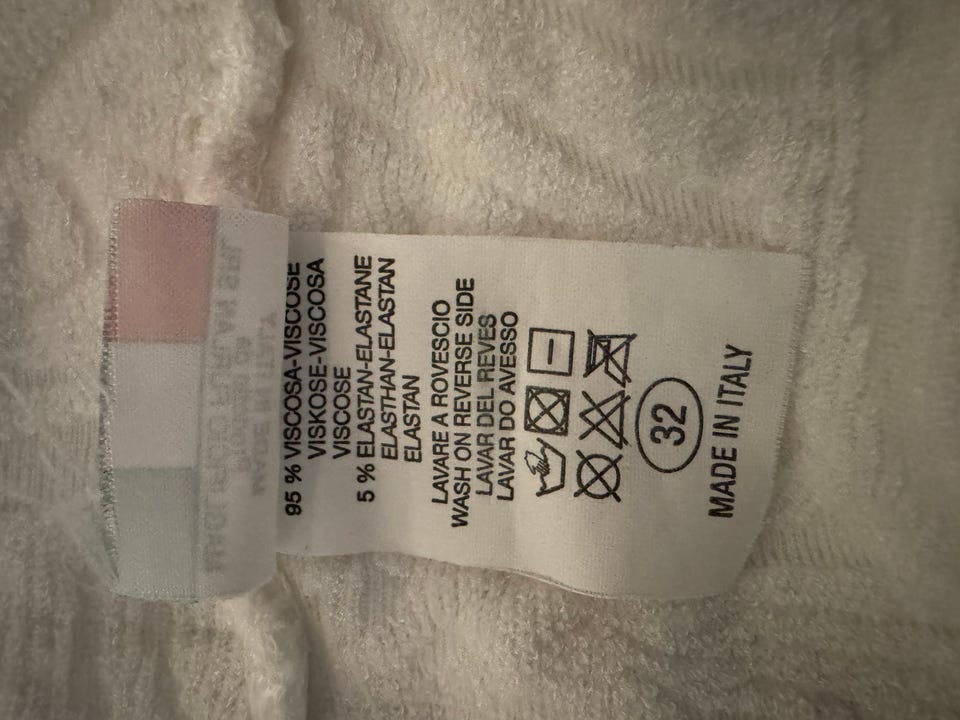 95 % VISCOSA-VISCOSE
VISKOSE-VISCOSA
VISCOSE
5 % ELASTAN-ELASTANE
ELASTHAN-ELASTAN
ELASTAN
LAVARE A ROVESCIO
WASH ON REVERSE SIDE
LAVAR DEL REVES
LAVAR DO AVESSO
32
MADE IN ITALY